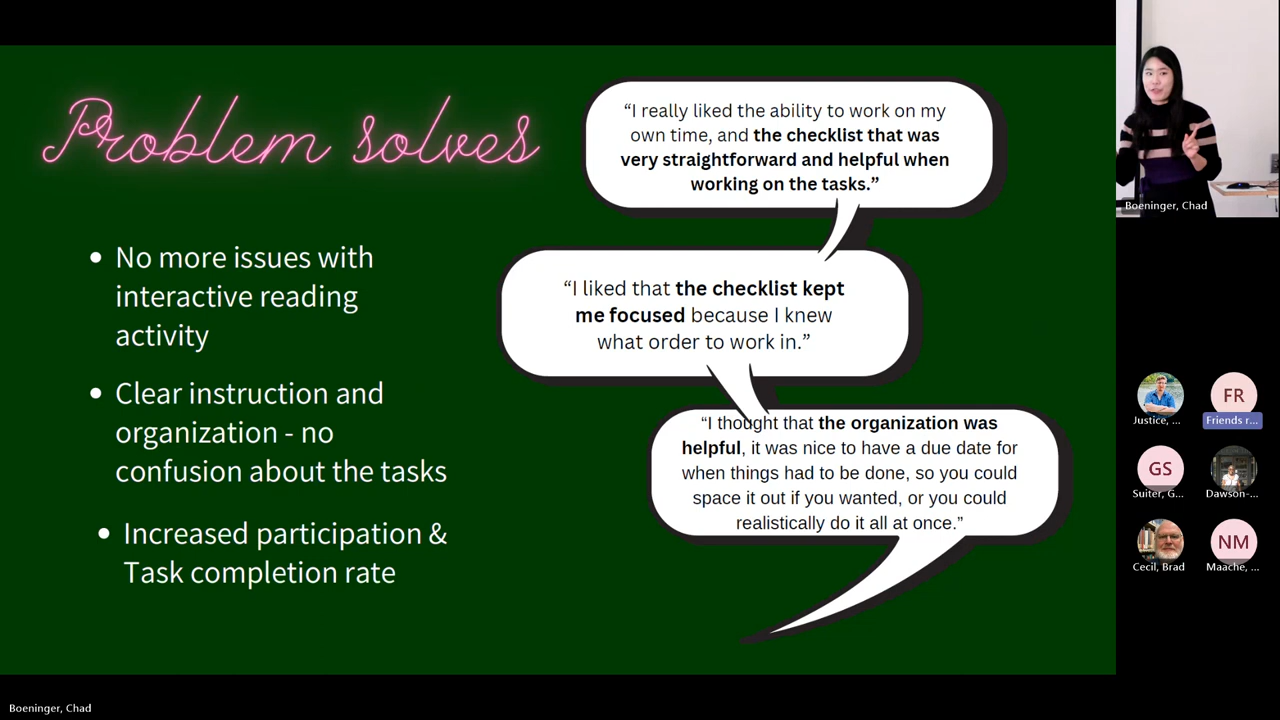 Problem solves
No more issues with
interactive reading
activity
Clear instruction and
organization - no
confusion about the tasks
Increased participation &
Task completion rate
“I really liked the ability to work on my
own time, and the checklist that was
very straightforward and helpful when
working on the tasks.”
“I liked that the checklist kept
me focused because I knew
what order to work in.”
“I thought that the organization was
helpful, it was nice to have a due date for
when things had to be done, so you could
space it out if you wanted, or you could
realistically do it all at once.”
Boeninger, Chad
Justice, ...
FR
Friends r...
GS
Suiter, G...
Dawson-...
Cecil, Brad
NM
Maache, ...
Boeninger, Chad